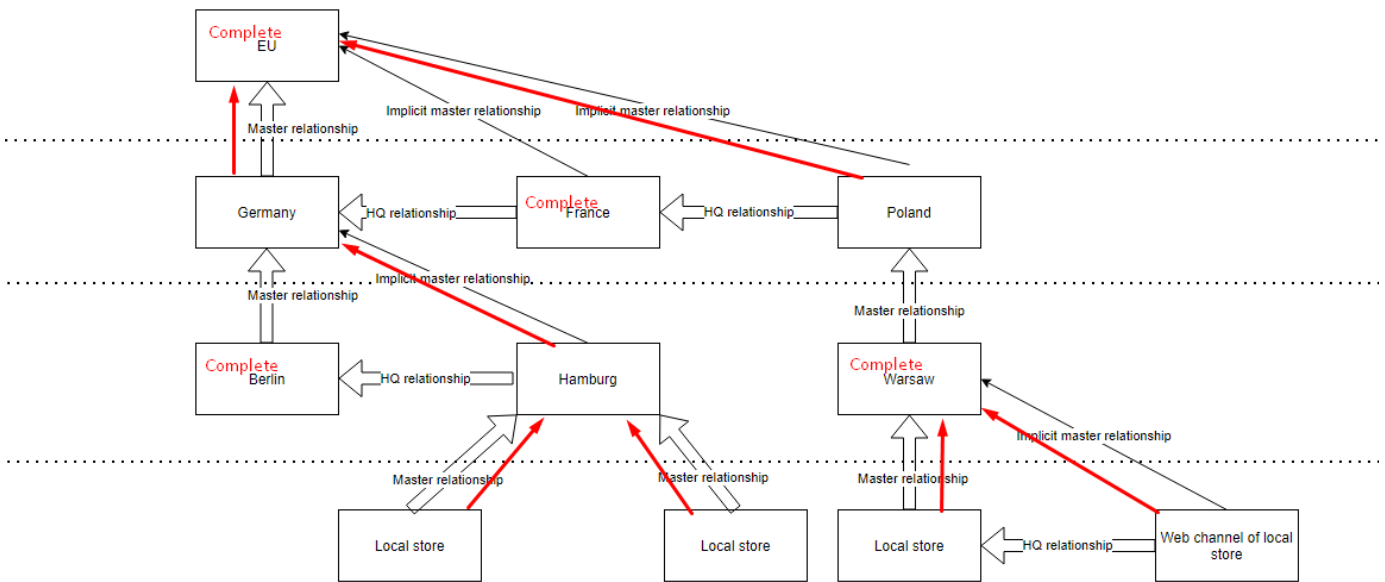 Complete
EU
Implicit master relationship
Implicit master relationship
Master relationship
Germany
HQ relationship
Complete
France
HQ relationship
Poland
Implicit master relationship
Master relationship
Master relationship
Complete
Berlin
HQ relationship
Hamburg
Complete
Warsaw
Implicit master relationship
Master relationship
Master relationship
Master relationship
Local store
Local store
Local store
HQ relationship
Web channel of local
store